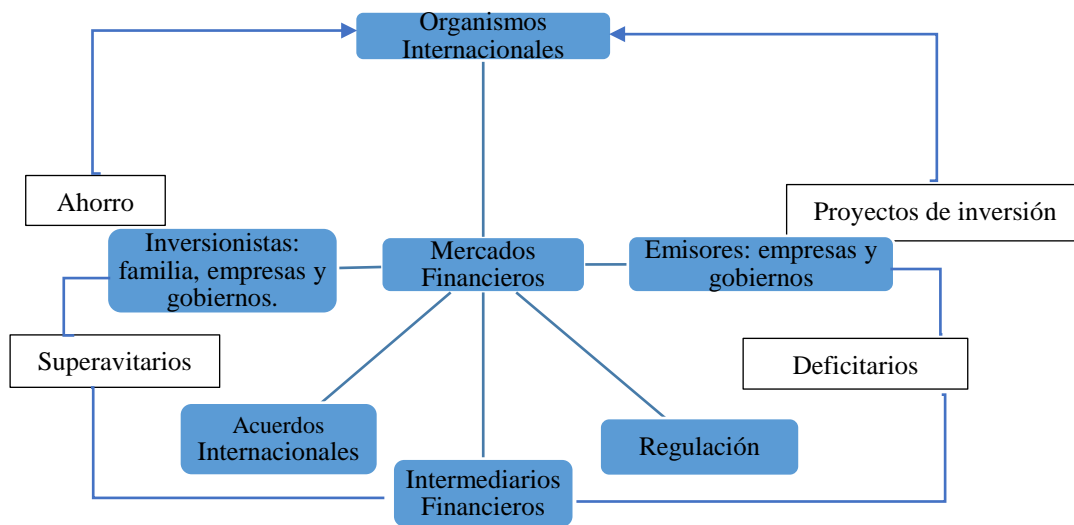 Organismos
Internacionales
Ahorro
Proyectos de inversión
Inversionistas:
familia, empresas y
gobiernos.
Mercados
Financieros
Emisores: empresas y
gobiernos
Superavitarios
Deficitarios
Acuerdos
Internacionales
Regulación
Intermediarios
Financieros